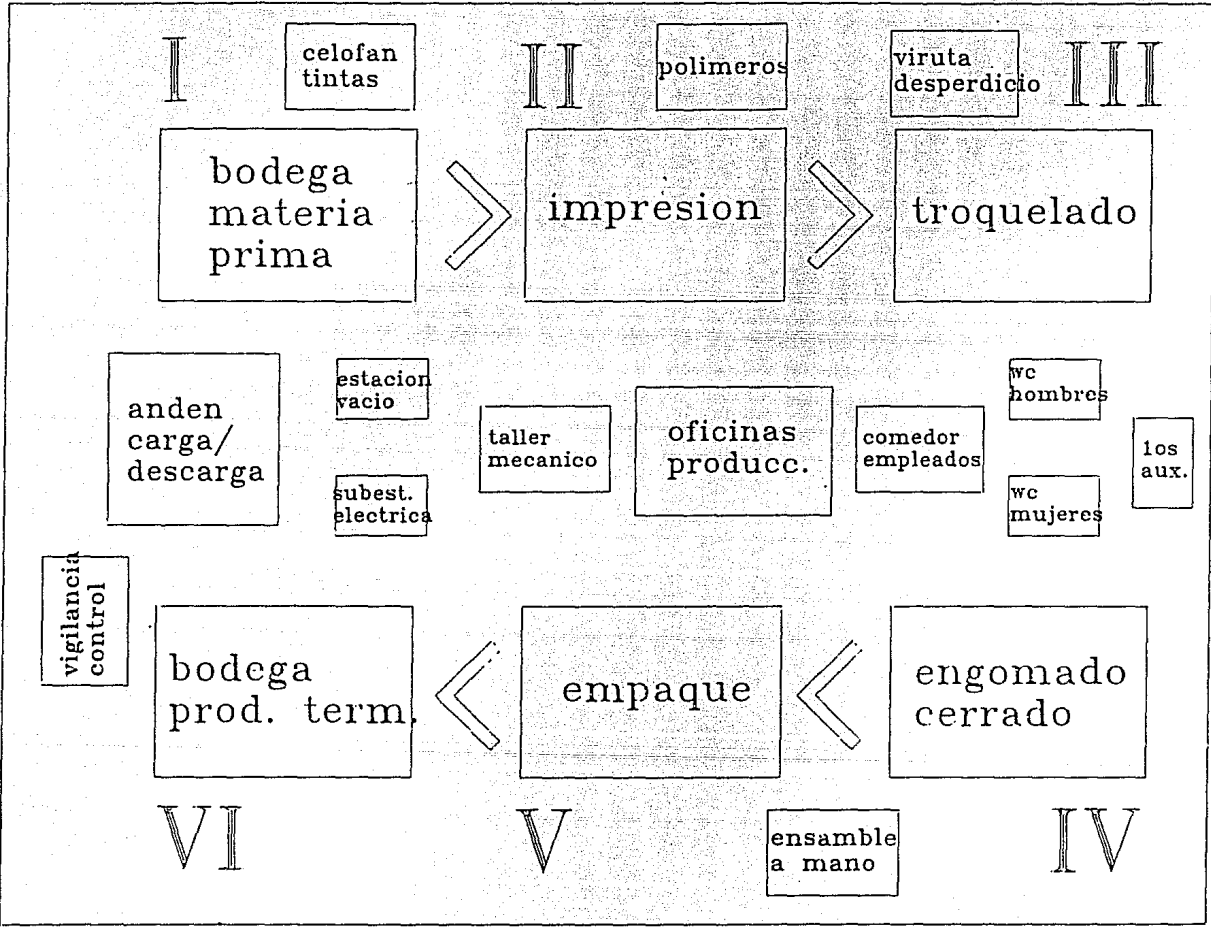 I
celofan
tintas
II
polimeros
viruta
desperdicio
III
bodega
materia
prima
impresion
troquelado
anden
carga/
descarga
estacion
vacio
subest.
electrica
taller
mecanico
oficinas
producc.
comedor
empleados
wc
hombres
wc
mujeres
1os
aux.
vigilancia
control
bodega
prod. term.
empaque
engomado
cerrado
VI
V
ensamble
a mano
IV